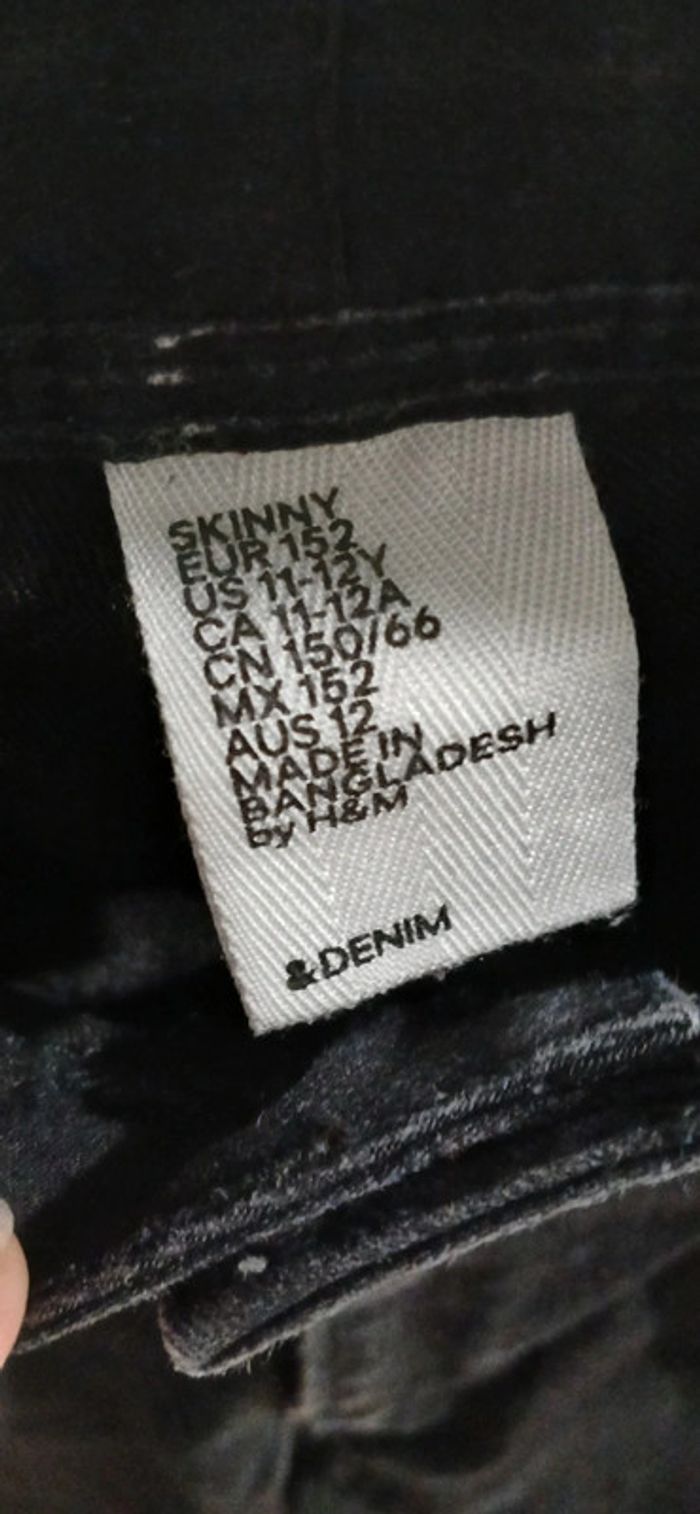 SKINNY
EUR 152
US 11-12Y
CA 11-12A
CN 150/66
MX 152
AUS 12
MADE IN
BANGLADESH
by H&M
&DENIM